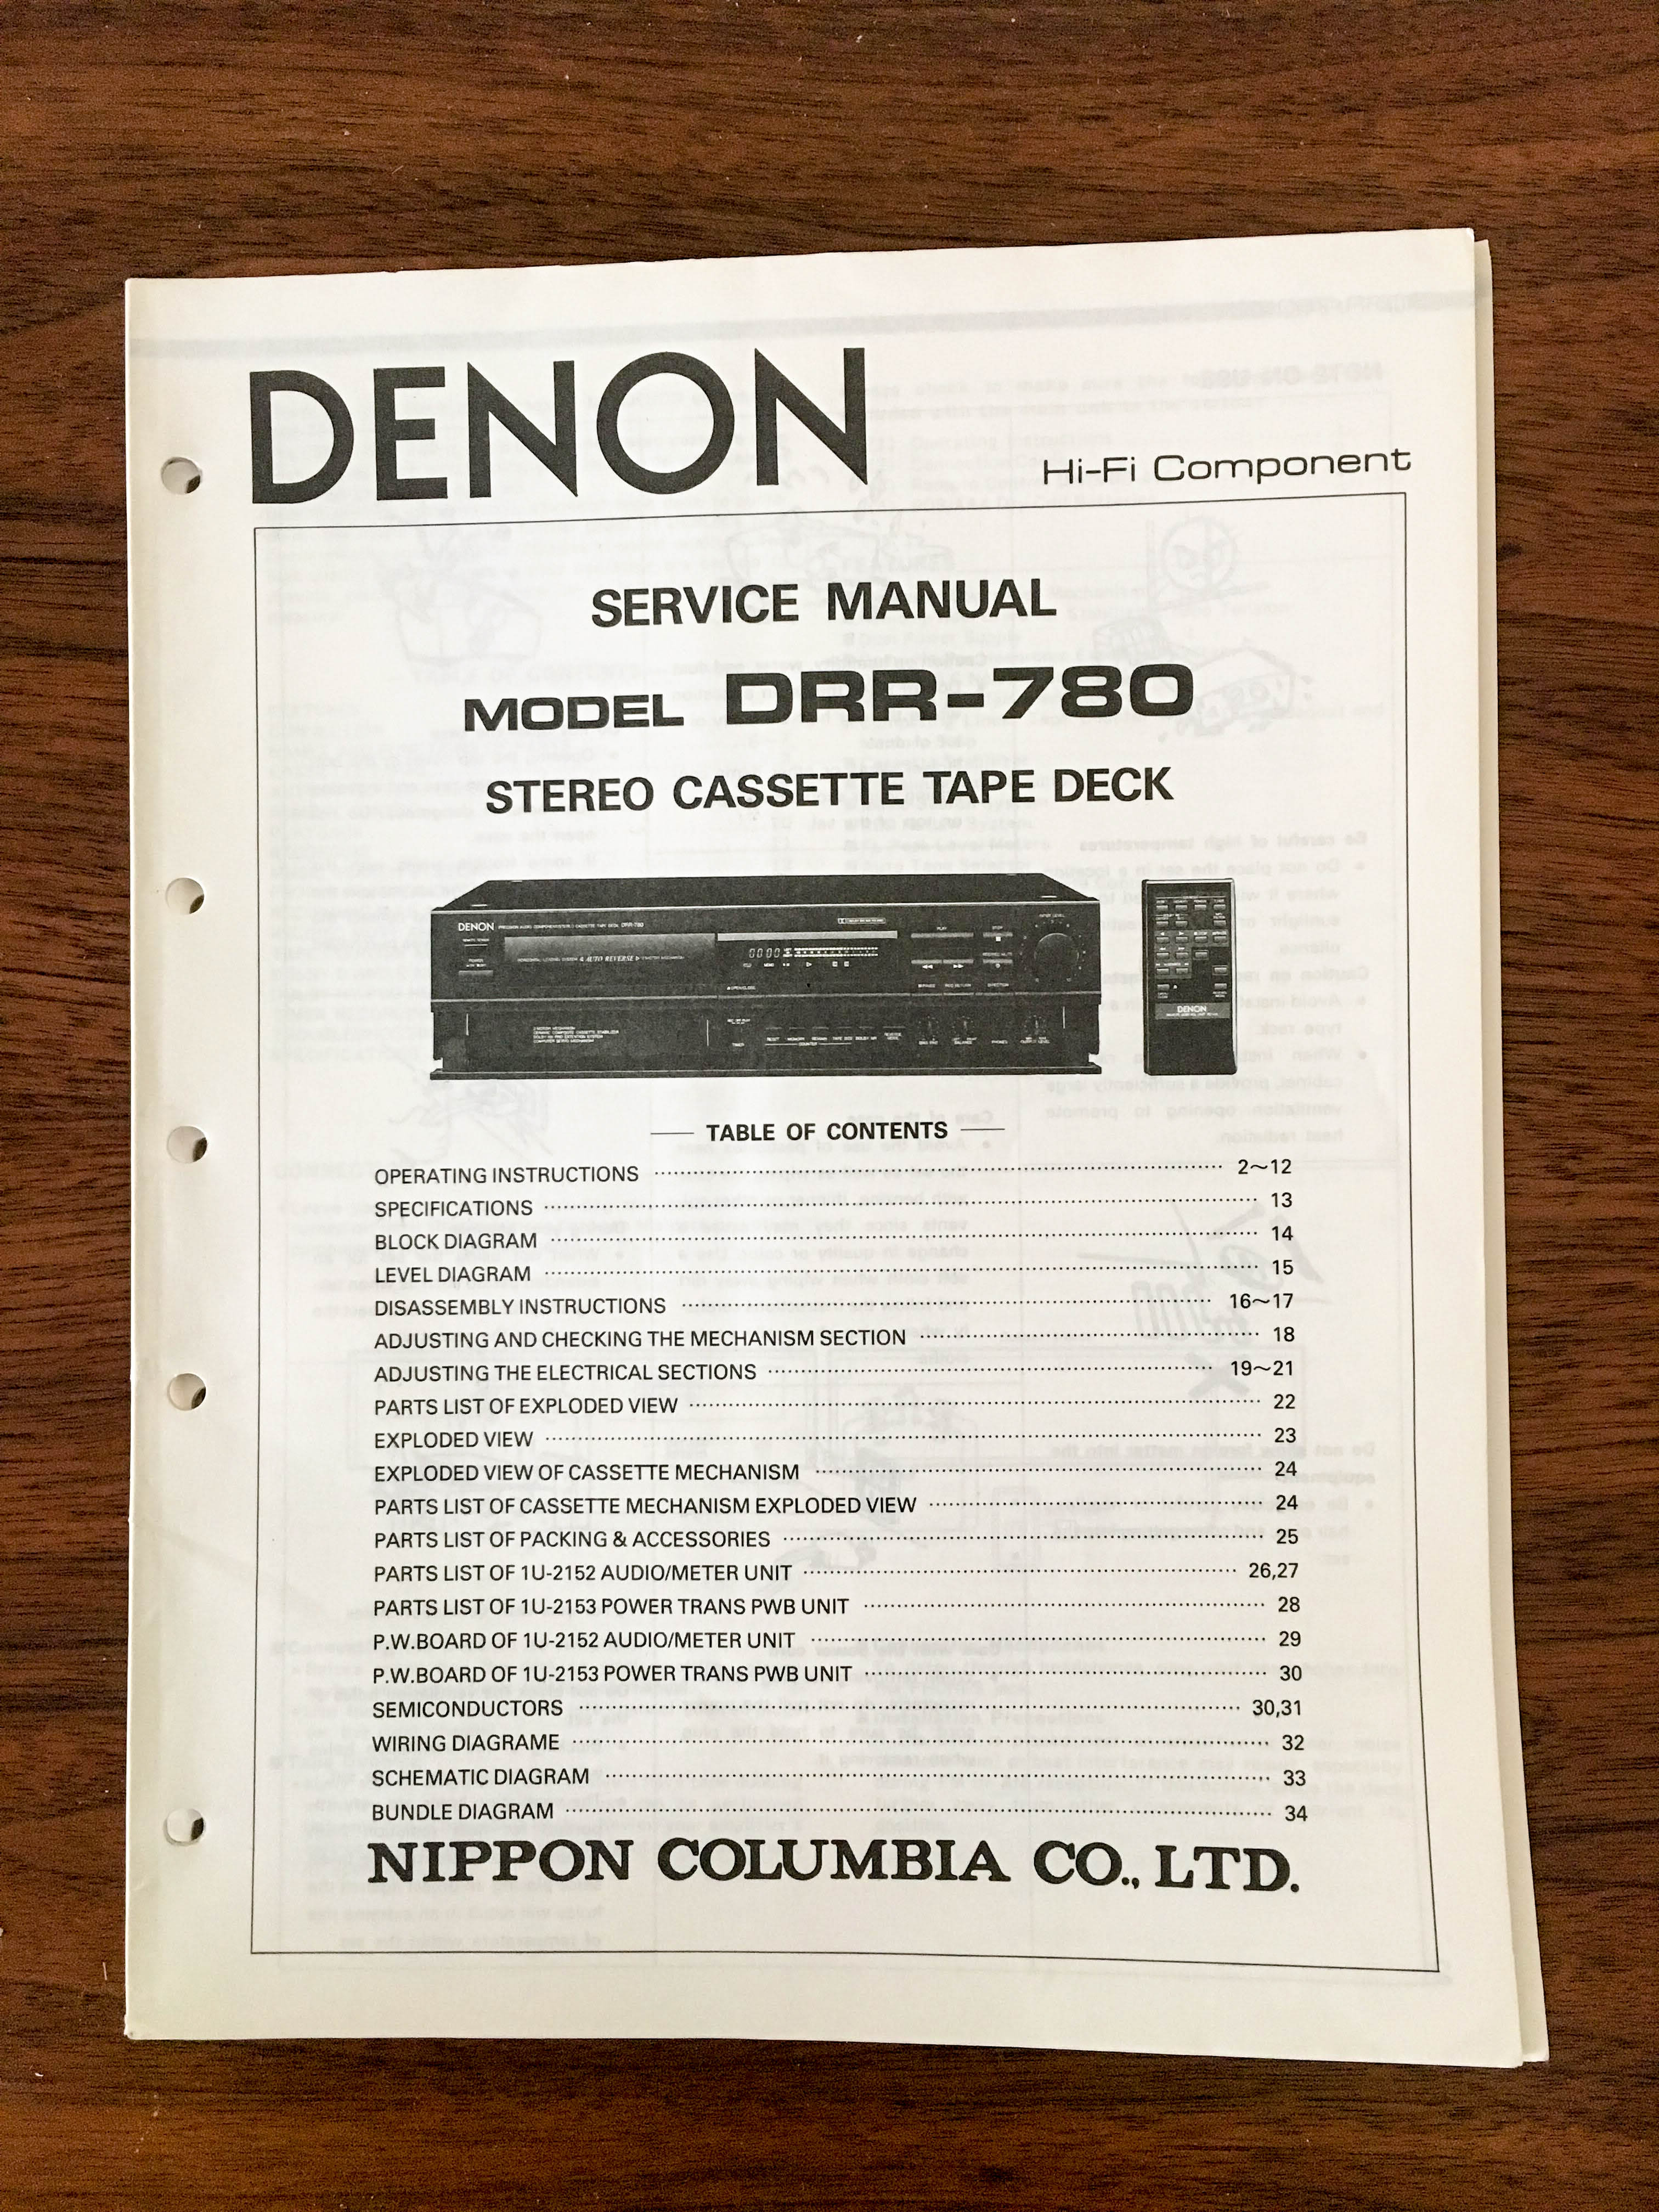 DENON
Hi-Fi Component
SERVICE MANUAL
MODEL DRR-780
STEREO CASSETTE TAPE DECK
DENON
DRR-780
AUTO REVERSE
DENON
TABLE OF CONTENTS
OPERATING INSTRUCTIONS 2~12
SPECIFICATIONS 13
BLOCK DIAGRAM 14
LEVEL DIAGRAM 15
DISASSEMBLY INSTRUCTIONS 16~17
ADJUSTING AND CHECKING THE MECHANISM SECTION 18
ADJUSTING THE ELECTRICAL SECTIONS 19~21
PARTS LIST OF EXPLODED VIEW 22
EXPLODED VIEW 23
EXPLODED VIEW OF CASSETTE MECHANISM 24
PARTS LIST OF CASSETTE MECHANISM EXPLODED VIEW 24
PARTS LIST OF PACKING & ACCESSORIES 25
PARTS LIST OF 1U-2152 AUDIO/METER UNIT 26,27
PARTS LIST OF 1U-2153 POWER TRANS PWB UNIT 28
P.W.BOARD OF 1U-2152 AUDIO/METER UNIT 29
P.W.BOARD OF 1U-2153 POWER TRANS PWB UNIT 30
SEMICONDUCTORS 30,31
WIRING DIAGRAME 32
SCHEMATIC DIAGRAM 33
BUNDLE DIAGRAM 34
NIPPON COLUMBIA CO., LTD.